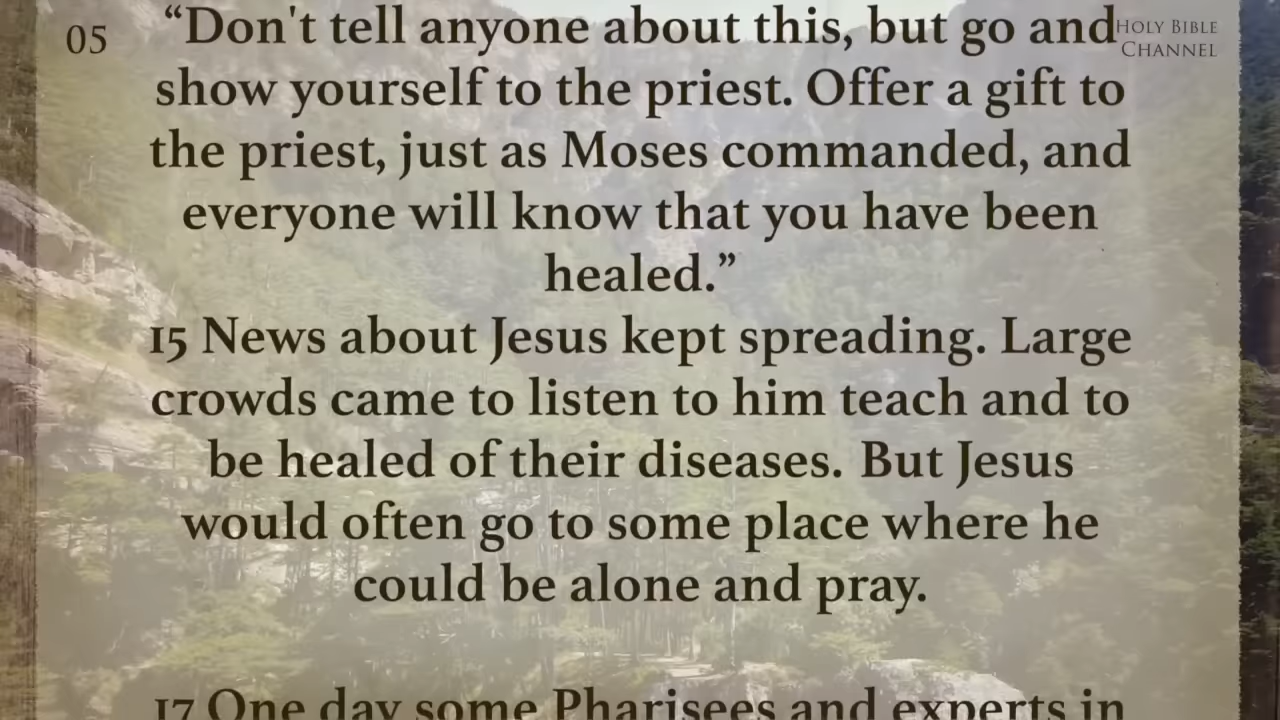 05
“Don't tell anyone about this, but go and
HOLY BIBLE
CHANNEL
show yourself to the priest. Offer a gift to
the priest, just as Moses commanded, and
everyone will know that you have been
healed.”
15 News about Jesus kept spreading. Large
crowds came to listen to him teach and to
be healed of their diseases. But Jesus
would often go to some place where he
could be alone and pray.
17 One day some Pharisees and experts in